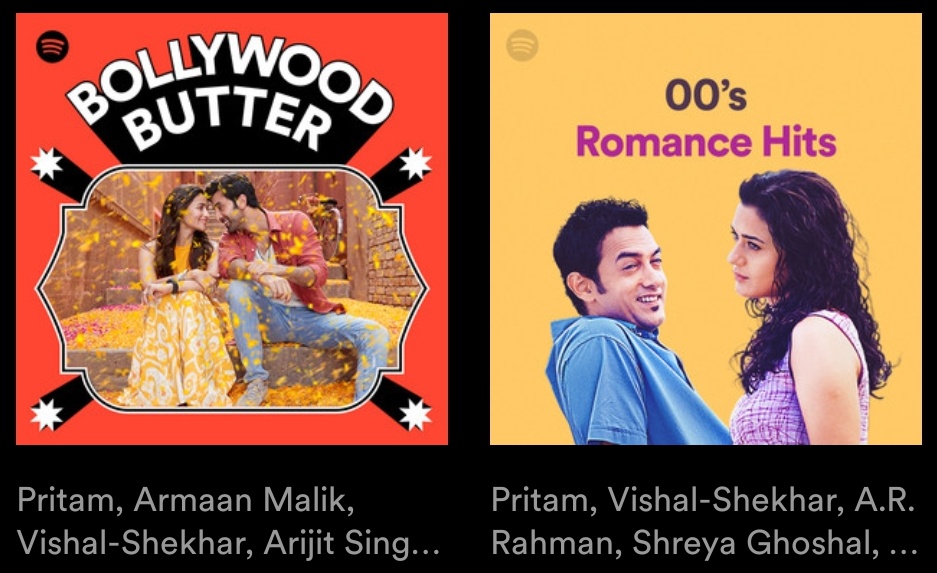 BOLLYWOOD
BUTTER
Pritam, Armaan Malik,
Vishal-Shekhar, Arijit Sing...
00’s
Romance Hits
Pritam, Vishal-Shekhar, A.R.
Rahman, Shreya Ghoshal, ...